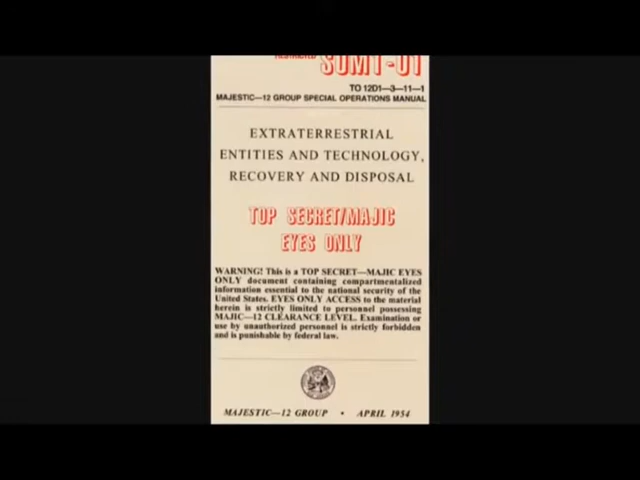 RESTRICTED
SOM1-01
TO 12D1—3—11—1
MAJESTIC—12 GROUP SPECIAL OPERATIONS MANUAL
EXTRATERRESTRIAL
ENTITIES AND TECHNOLOGY,
RECOVERY AND DISPOSAL
TOP SECRET/MAJIC
EYES ONLY
WARNING! This is a TOP SECRET—MAJIC EYES
ONLY document containing compartmentalized
information essential to the national security of the
United States. EYES ONLY ACCESS to the material
herein is strictly limited to personnel possessing
MAJIC—12 CLEARANCE LEVEL. Examination or
use by unauthorized personnel is strictly forbidden
and is punishable by federal law.
MAJESTIC—12 GROUP • APRIL 1954